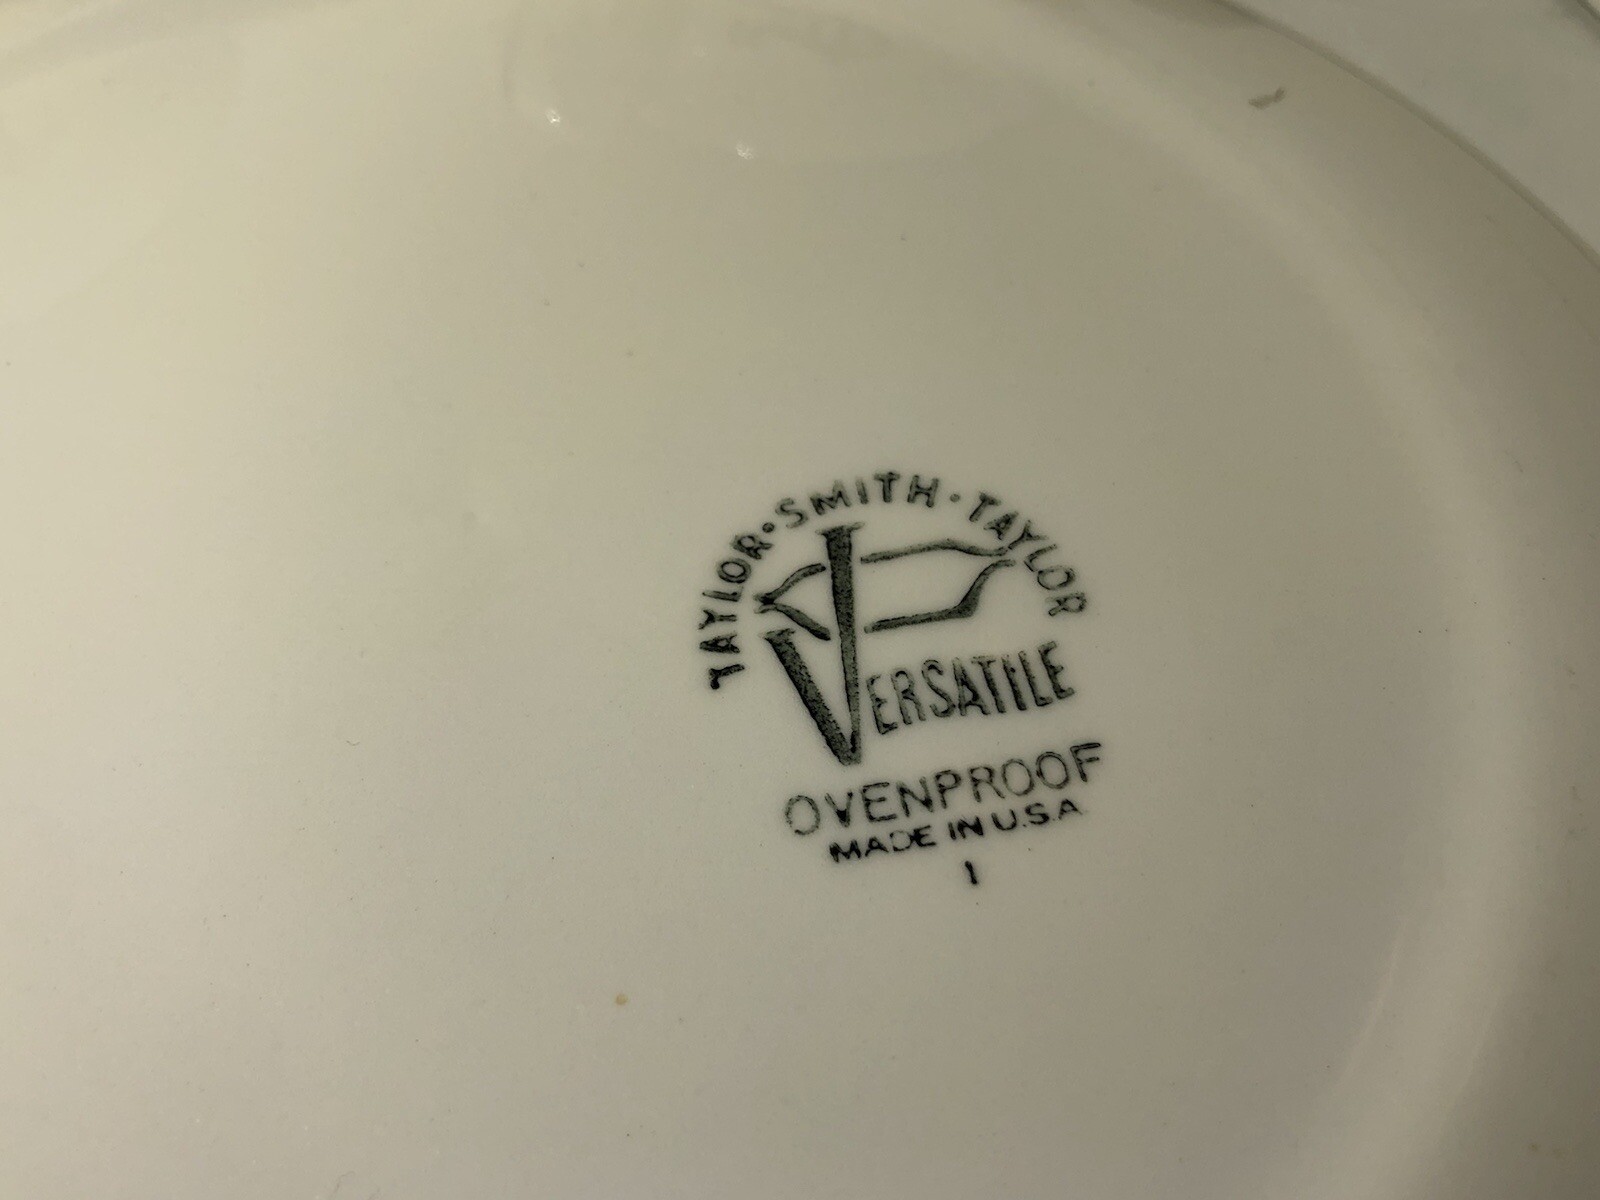 TAYLOR • SMITH • TAYLOR
VERSATILE
OVENPROOF
MADE IN U.S.A
1